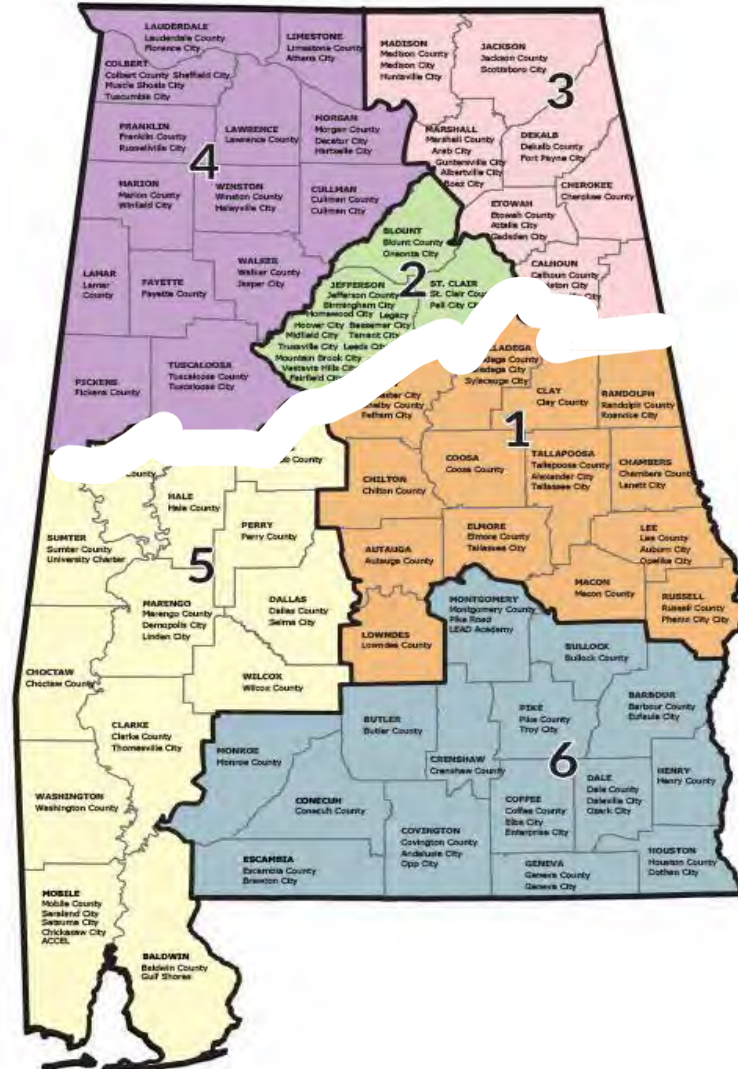 LAUDERDALE
Lauderdale County
Florence City
LIMESTONE
Limestone County
Athens City
COLBERT
Colbert County Sheffield City
Muscle Shoals City
Tuscumbia City
FRANKLIN
Franklin County
Russellville City
LAWRENCE
Lawrence County
MORGAN
Morgan County
Decatur City
Hartselle City
4
MARION
Marion County
Winfield City
WINSTON
Winston County
Haleyville City
CULLMAN
Cullman County
Cullman City
LAMAR
Lamar
County
FAYETTE
Fayette County
WALKER
Walker County
Jasper City
PICKENS
Pickens County
TUSCALOOSA
Tuscaloosa County
Tuscaloosa City
MADISON
Madison County
Madison City
Huntsville City
JACKSON
Jackson County
Scottsboro City
3
MARSHALL
Marshall County
Arab City
Guntersville City
Albertville City
Boaz City
DEKALB
Dekalb County
Fort Payne City
CHEROKEE
Cherokee County
ETOWAH
Etowah County
Attalla City
Gadsden City
CALHOUN
Calhoun County
BLOUNT
Blount County
Oneonta City
2
JEFFERSON
Jefferson County
Birmingham City
Homewood City Legacy
Hoover City Bessemer City
Midfield City Tarrant City
Trussville City Leeds City
Mountain Brook City
Vestavia Hills City
Fairfield City
ST. CLAIR
St. Clair
Pell City
County
Pelham City
Sylacauga City
CLAY
Clay County
RANDOLPH
Randolph County
Roanoke City
1
CHILTON
Chilton County
COOSA
Coosa County
TALLAPOOSA
Tallapoosa County
Alexander City
Tallassee City
CHAMBERS
Chambers County
Lanett City
AUTAUGA
Autauga County
ELMORE
Elmore County
Tallassee City
LEE
Lee County
Auburn City
Opelika City
MACON
Macon County
RUSSELL
Russell County
Phenix City City
LOWNDES
Lowndes County
County
County
HALE
Hale County
PERRY
Perry County
SUMTER
Sumter County
University Charter
5
MARENGO
Marengo County
Demopolis City
Linden City
DALLAS
Dallas County
Selma City
CHOCTAW
Choctaw County
WILCOX
Wilcox County
CLARKE
Clarke County
Thomasville City
WASHINGTON
Washington County
MOBILE
Mobile County
Saraland City
Satsuma City
Chickasaw City
ACCEL
BALDWIN
Baldwin County
Gulf Shores
MONTGOMERY
Montgomery County
Pike Road
LEAD Academy
BULLOCK
Bullock County
MONROE
Monroe County
BUTLER
Butler County
PIKE
Pike County
Troy City
BARBOUR
Barbour County
Eufaula City
CRENSHAW
Crenshaw County
6
CONECUH
Conecuh County
COFFEE
Coffee County
Elba City
Enterprise City
DALE
Dale County
Daleville City
Ozark City
HENRY
Henry County
COVINGTON
Covington County
Andalusia City
Opp City
ESCAMBIA
Escambia County
Brewton City
GENEVA
Geneva County
Geneva City
HOUSTON
Houston County
Dothan City